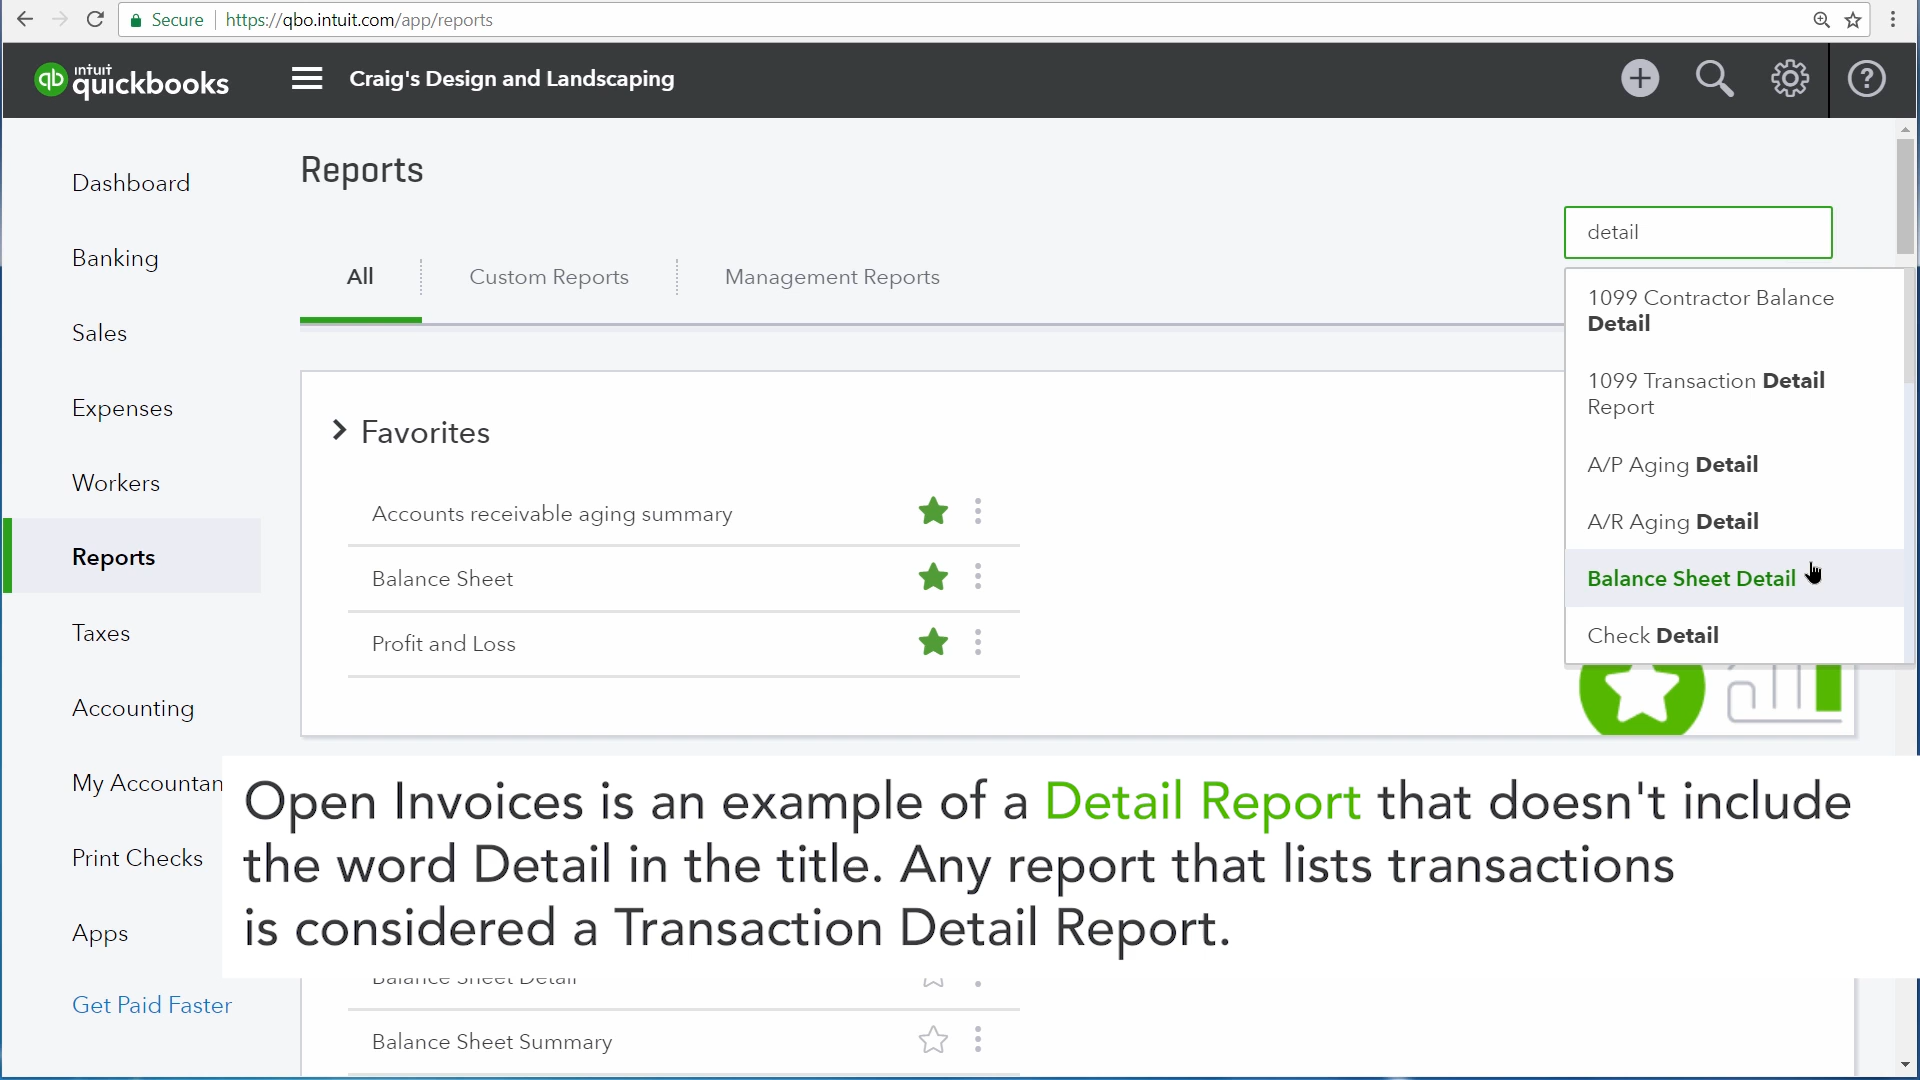 Secure
https://qbo.intuit.com/app/reports
qb
intuit
quickbooks
Craig's Design and Landscaping
?
Dashboard
Banking
Sales
Expenses
Workers
Reports
Taxes
Accounting
My Accountan
Print Checks
Apps
Get Paid Faster
Reports
All
Custom Reports
Management Reports
detail
1099 Contractor Balance
Detail
1099 Transaction Detail
Report
A/P Aging Detail
A/R Aging Detail
Balance Sheet Detail
Check Detail
Favorites
Accounts receivable aging summary
Balance Sheet
Profit and Loss
Open Invoices is an example of a Detail Report that doesn't include
the word Detail in the title. Any report that lists transactions
is considered a Transaction Detail Report.
Balance Sheet Detail
Balance Sheet Summary